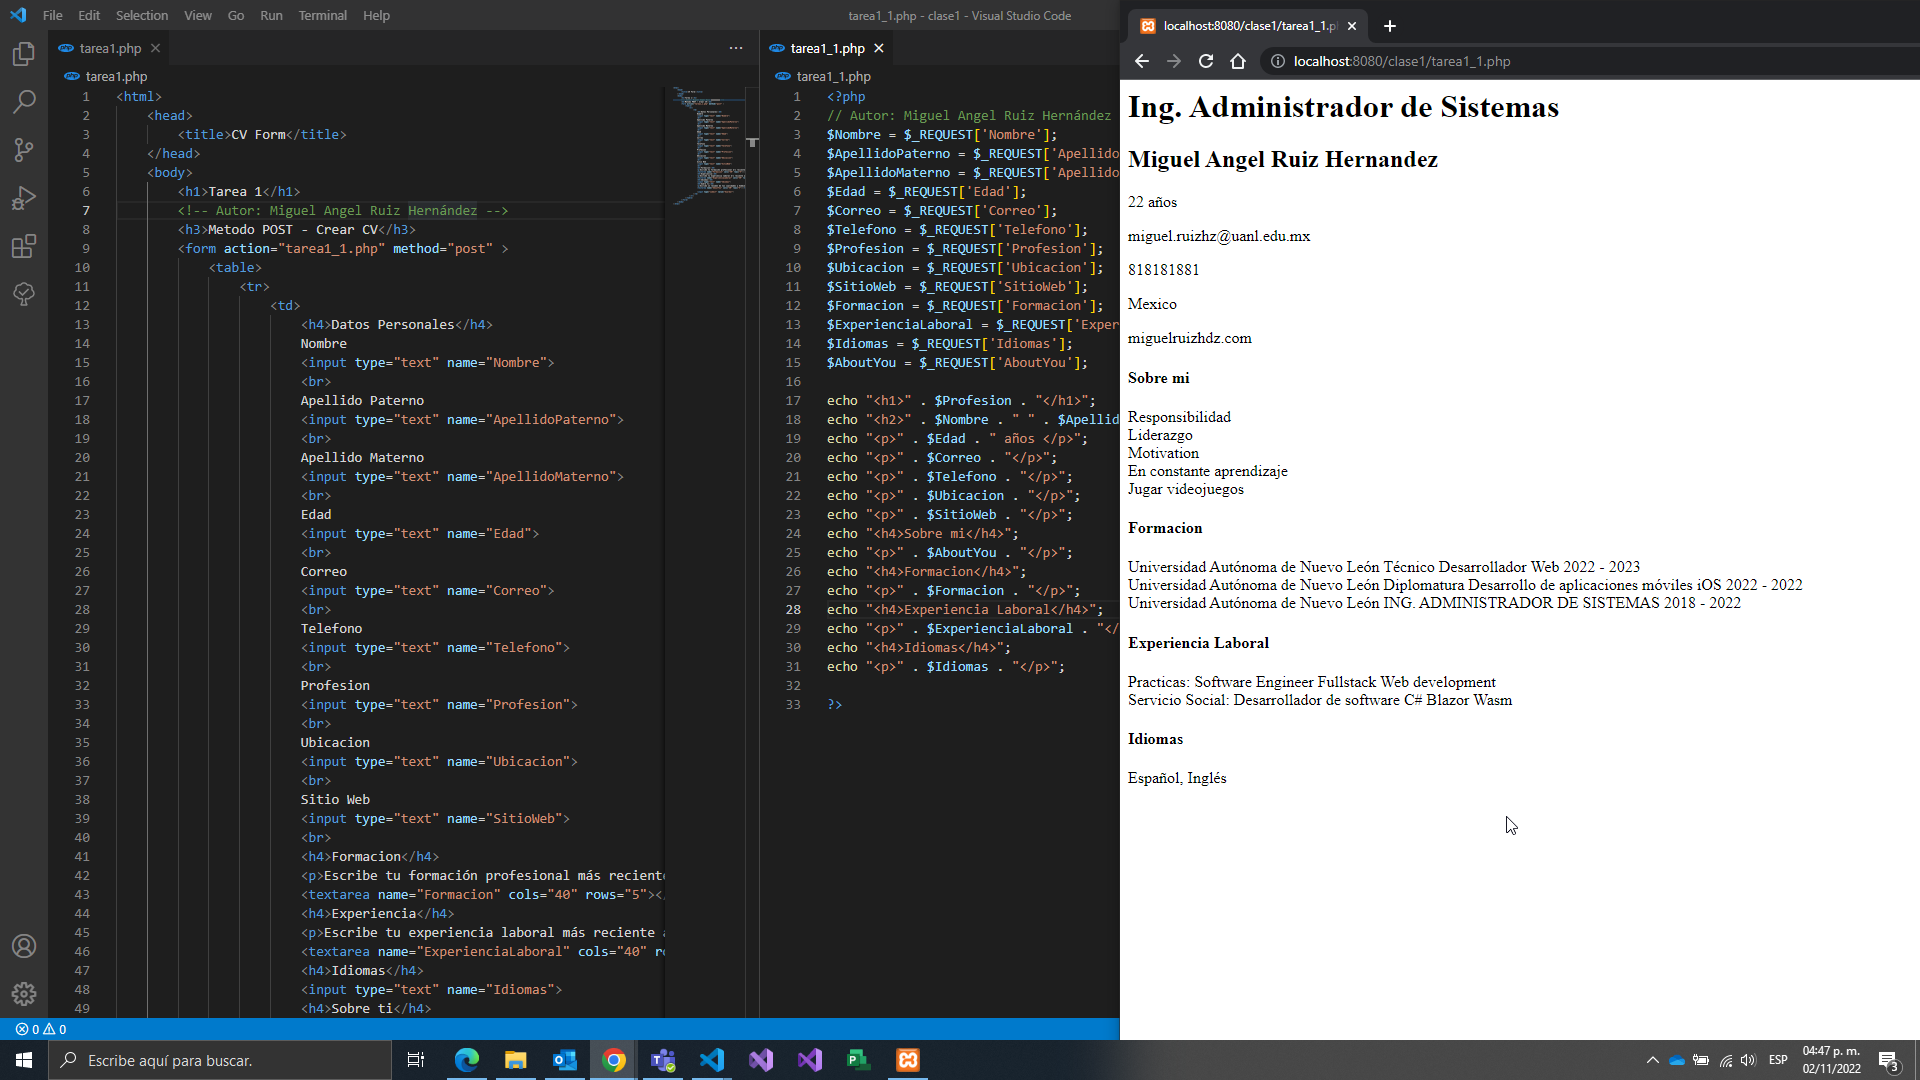 File Edit Selection View Go Run Terminal Help
tarea1_1.php - clase1 - Visual Studio Code
tarea1.php
tarea1.php
1 <html>
2 <head>
3 <title>CV Form</title>
4 </head>
5 <body>
6 <h1>Tarea 1</h1>
7 <!-- Autor: Miguel Angel Ruiz Hernández -->
8 <h3>Metodo POST - Crear CV</h3>
9 <form action="tarea1_1.php" method="post" >
10 <table>
11 <tr>
12 <td>
13 <h4>Datos Personales</h4>
14 Nombre
15 <input type="text" name="Nombre">
16 <br>
17 Apellido Paterno
18 <input type="text" name="ApellidoPaterno">
19 <br>
20 Apellido Materno
21 <input type="text" name="ApellidoMaterno">
22 <br>
23 Edad
24 <input type="text" name="Edad">
25 <br>
26 Correo
27 <input type="text" name="Correo">
28 <br>
29 Telefono
30 <input type="text" name="Telefono">
31 <br>
32 Profesion
33 <input type="text" name="Profesion">
34 <br>
35 Ubicacion
36 <input type="text" name="Ubicacion">
37 <br>
38 Sitio Web
39 <input type="text" name="SitioWeb">
40 <br>
41 <h4>Formacion</h4>
42 <p>Escribe tu formación profesional más reciente
43 <textarea name="Formacion" cols="40" rows="5"></
44 <h4>Experiencia</h4>
45 <p>Escribe tu experiencia laboral más reciente a
46 <textarea name="ExperienciaLaboral" cols="40" ro
47 <h4>Idiomas</h4>
48 <input type="text" name="Idiomas">
49 <h4>Sobre ti</h4>
tarea1_1.php
tarea1_1.php
1 <?php
2 // Autor: Miguel Angel Ruiz Hernández
3 $Nombre = $_REQUEST['Nombre'];
4 $ApellidoPaterno = $_REQUEST['Apellido
5 $ApellidoMaterno = $_REQUEST['Apellido
6 $Edad = $_REQUEST['Edad'];
7 $Correo = $_REQUEST['Correo'];
8 $Telefono = $_REQUEST['Telefono'];
9 $Profesion = $_REQUEST['Profesion'];
10 $Ubicacion = $_REQUEST['Ubicacion'];
11 $SitioWeb = $_REQUEST['SitioWeb'];
12 $Formacion = $_REQUEST['Formacion'];
13 $ExperienciaLaboral = $_REQUEST['Exper
14 $Idiomas = $_REQUEST['Idiomas'];
15 $AboutYou = $_REQUEST['AboutYou'];
16
17 echo "<h1>" . $Profesion . "</h1>";
18 echo "<h2>" . $Nombre . " " . $Apellid
19 echo "<p>" . $Edad . " años </p>";
20 echo "<p>" . $Correo . "</p>";
21 echo "<p>" . $Telefono . "</p>";
22 echo "<p>" . $Ubicacion . "</p>";
23 echo "<p>" . $SitioWeb . "</p>";
24 echo "<h4>Sobre mi</h4>";
25 echo "<p>" . $AboutYou . "</p>";
26 echo "<h4>Formacion</h4>";
27 echo "<p>" . $Formacion . "</p>";
28 echo "<h4>Experiencia Laboral</h4>";
29 echo "<p>" . $ExperienciaLaboral . "</
30 echo "<h4>Idiomas</h4>";
31 echo "<p>" . $Idiomas . "</p>";
32
33 ?>
0 0
localhost:8080/clase1/tarea1_1.p
localhost:8080/clase1/tarea1_1.php
Ing. Administrador de Sistemas
Miguel Angel Ruiz Hernandez
22 años
miguel.ruizhz@uanl.edu.mx
818181881
Mexico
miguelruizhdz.com
Sobre mi
Responsibilidad
Liderazgo
Motivation
En constante aprendizaje
Jugar videojuegos
Formacion
Universidad Autónoma de Nuevo León Técnico Desarrollador Web 2022 - 2023
Universidad Autónoma de Nuevo León Diplomatura Desarrollo de aplicaciones móviles iOS 2022 - 2022
Universidad Autónoma de Nuevo León ING. ADMINISTRADOR DE SISTEMAS 2018 - 2022
Experiencia Laboral
Practicas: Software Engineer Fullstack Web development
Servicio Social: Desarrollador de software C# Blazor Wasm
Idiomas
Español, Inglés
Escribe aquí para buscar.
ESP
04:47 p. m.
02/11/2022
3